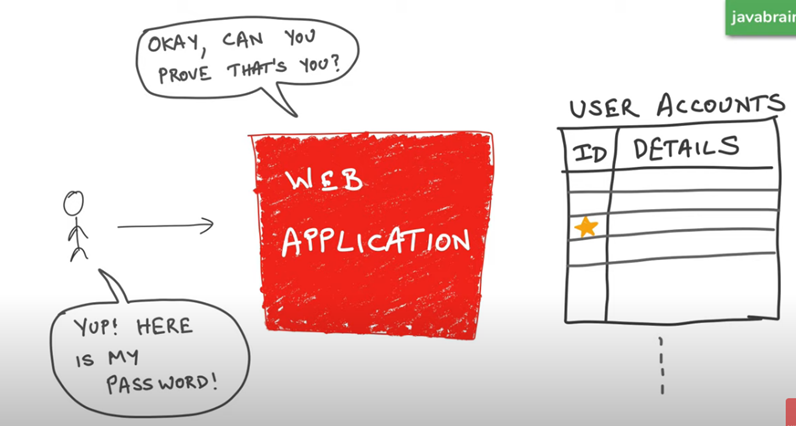 javabrain
OKAY, CAN YOU
PROVE THAT'S YOU?
USER ACCOUNTS
ID DETAILS
WEB
APPLICATION
YUP! HERE
IS MY
PASSWORD!